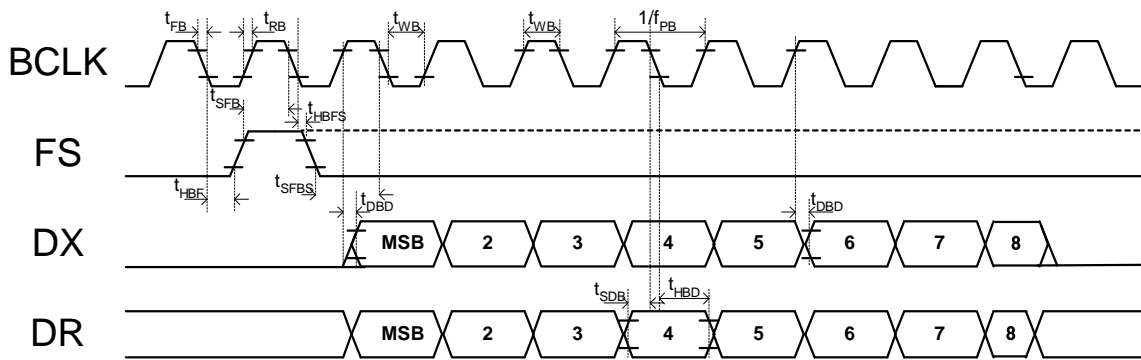 tFB tRB tWB tWB 1/fPB
BCLK
tSFB tHBFS
FS
tHBF tSFBS
tDBD tDBD
DX MSB 2 3 4 5 6 7 8
tSDB tHBD
DR MSB 2 3 4 5 6 7 8